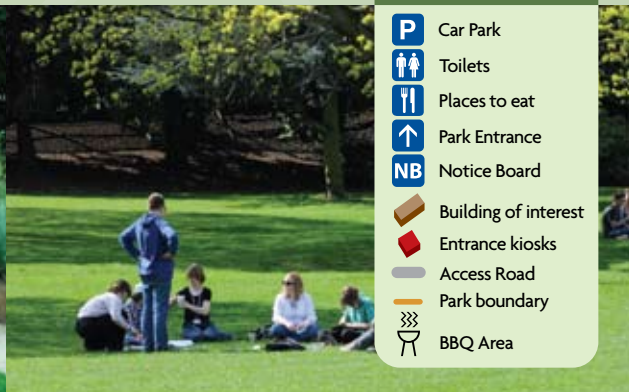 P Car Park
Toilets
Places to eat
Park Entrance
NB Notice Board
Building of interest
Entrance kiosks
Access Road
Park boundary
BBQ Area